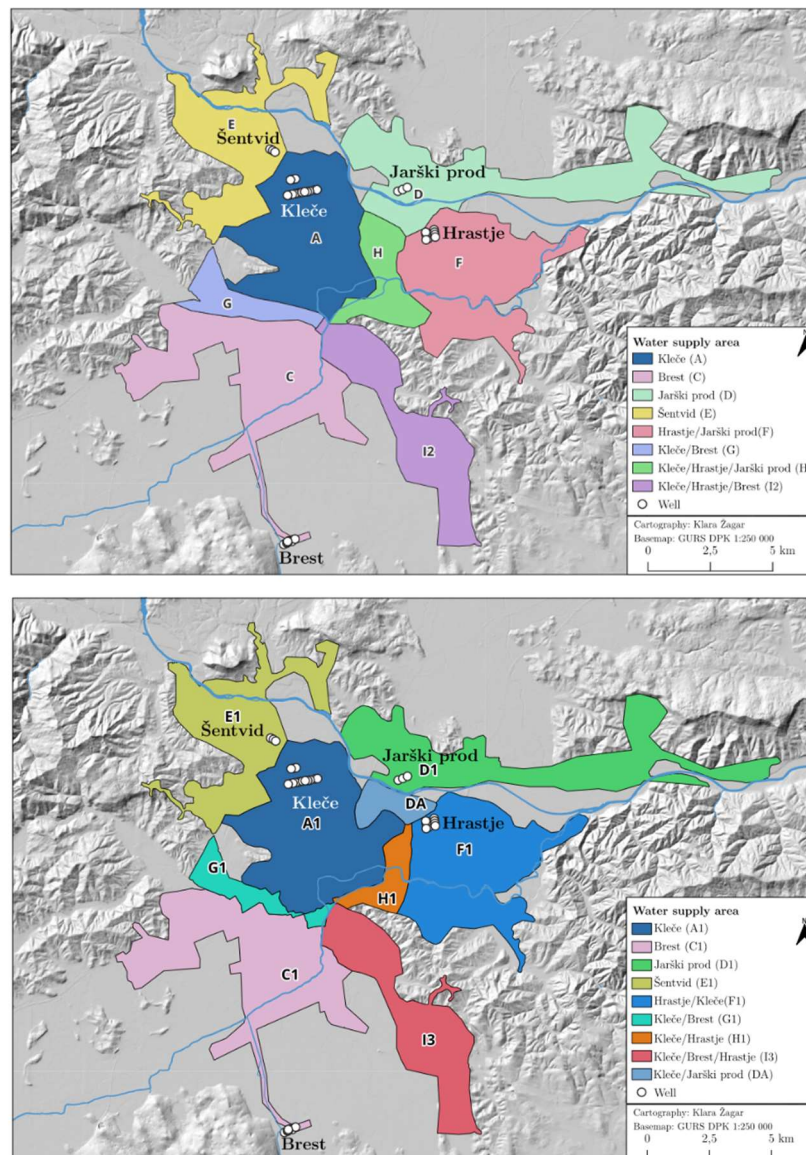 E
Šentvid
Jarški prod
D
Kleče
A
H
Hrastje
F
G
C
I2
Brest
Water supply area
Kleče (A)
Brest (C)
Jarški prod (D)
Šentvid (E)
Hrastje/Jarški prod(F)
Kleče/Brest (G)
Kleče/Hrastje/Jarški prod (H
Kleče/Hrastje/Brest (I2)
Well
Cartography: Klara Žagar
Basemap: GURS DPK 1:250 000
0 2,5 5 km
E1
Šentvid
Jarški prod
D1
Kleče
DA
A1
Hrastje
F1
G1
H1
C1
I3
Brest
Water supply area
Kleče (A1)
Brest (C1)
Jarški prod (D1)
Šentvid (E1)
Hrastje/Kleče(F1)
Kleče/Brest (G1)
Kleče/Hrastje (H1)
Kleče/Brest/Hrastje (I3)
Kleče/Jarški prod (DA)
Well
Cartography: Klara Žagar
Basemap: GURS DPK 1:250 000
0 2,5 5 km